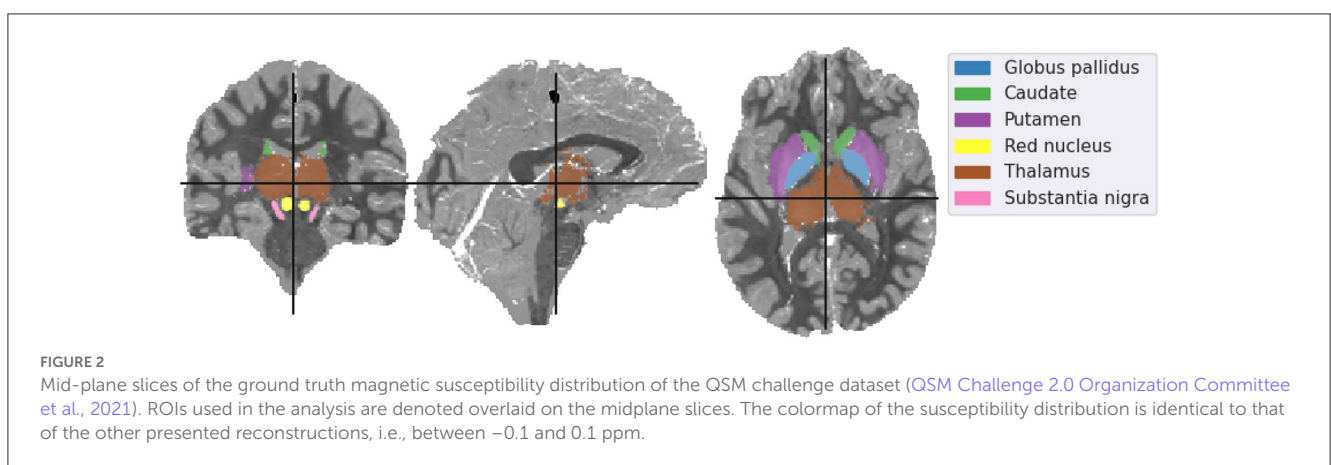 Globus pallidus
Caudate
Putamen
Red nucleus
Thalamus
Substantia nigra
FIGURE 2
Mid-plane slices of the ground truth magnetic susceptibility distribution of the QSM challenge dataset (QSM Challenge 2.0 Organization Committee
et al., 2021). ROIs used in the analysis are denoted overlaid on the midplane slices. The colormap of the susceptibility distribution is identical to that
of the other presented reconstructions, i.e., between −0.1 and 0.1 ppm.